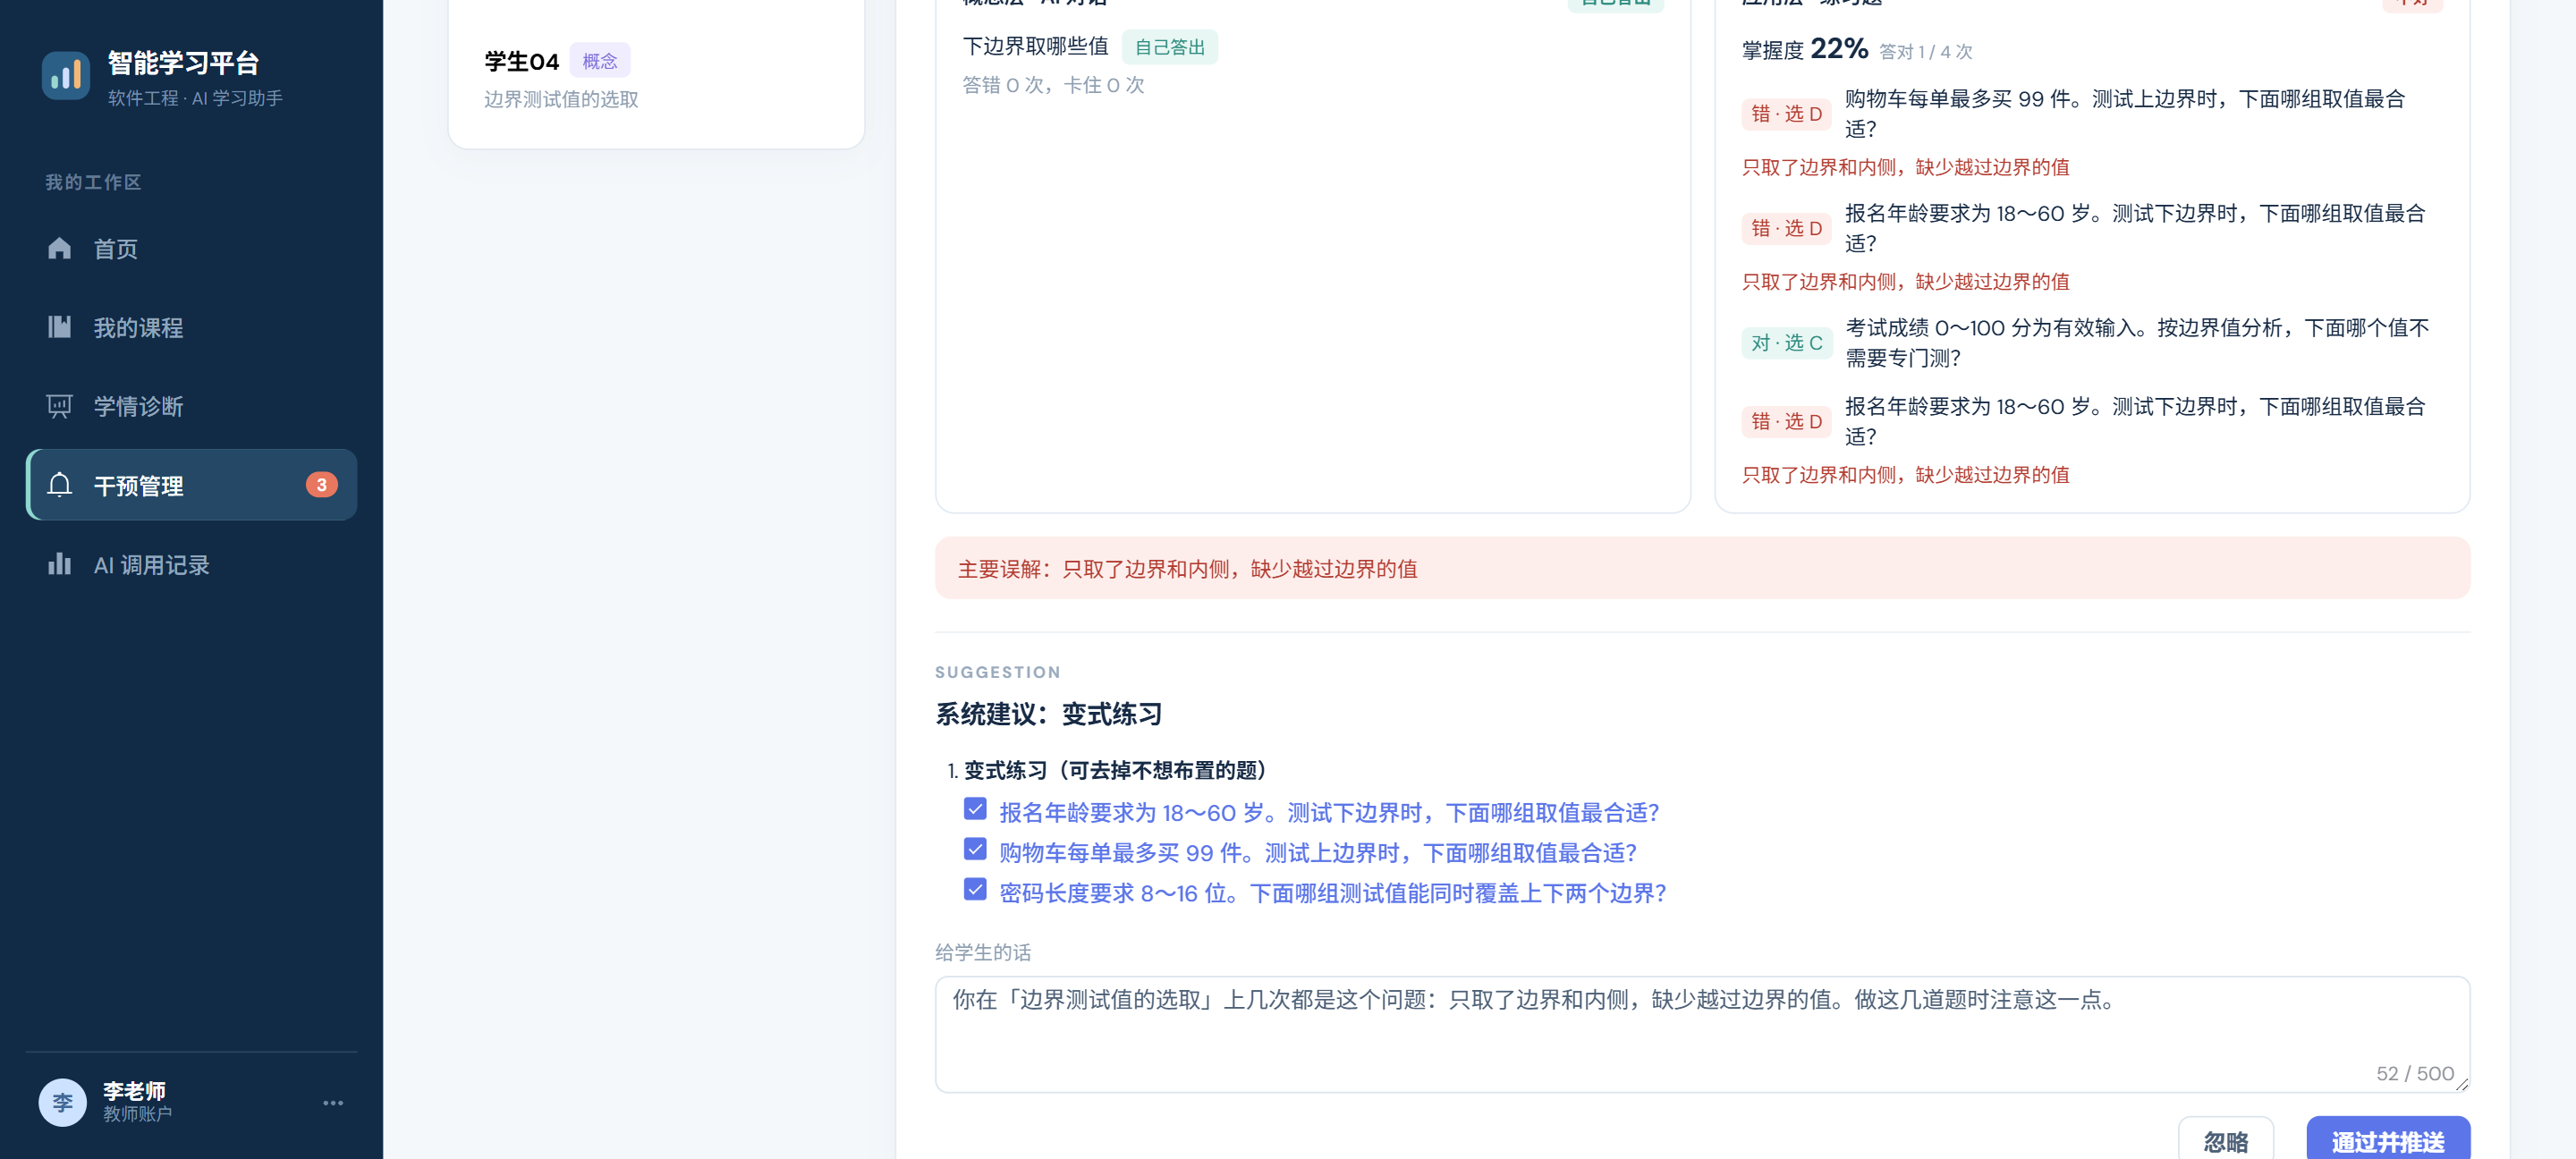 智能学习平台
软件工程 · AI 学习助手
我的工作区
首页
我的课程
学情诊断
干预管理
3
AI 调用记录
李
李老师
教师账户
学生04
概念
边界测试值的选取
下边界取哪些值
自己答出
答错 0 次，卡住 0 次
掌握度 22% 答对 1 / 4 次
错 · 选 D
购物车每单最多买 99 件。测试上边界时，下面哪组取值最合
适？
只取了边界和内侧，缺少越过边界的值
错 · 选 D
报名年龄要求为 18～60 岁。测试下边界时，下面哪组取值最合
适？
只取了边界和内侧，缺少越过边界的值
对 · 选 C
考试成绩 0～100 分为有效输入。按边界值分析，下面哪个值不
需要专门测？
错 · 选 D
报名年龄要求为 18～60 岁。测试下边界时，下面哪组取值最合
适？
只取了边界和内侧，缺少越过边界的值
主要误解：只取了边界和内侧，缺少越过边界的值
SUGGESTION
系统建议：变式练习
1. 变式练习（可去掉不想布置的题）
报名年龄要求为 18～60 岁。测试下边界时，下面哪组取值最合适？
购物车每单最多买 99 件。测试上边界时，下面哪组取值最合适？
密码长度要求 8～16 位。下面哪组测试值能同时覆盖上下两个边界？
给学生的话
你在「边界测试值的选取」上几次都是这个问题：只取了边界和内侧，缺少越过边界的值。做这几道题时注意这一点。
52 / 500
忽略
通过并推送